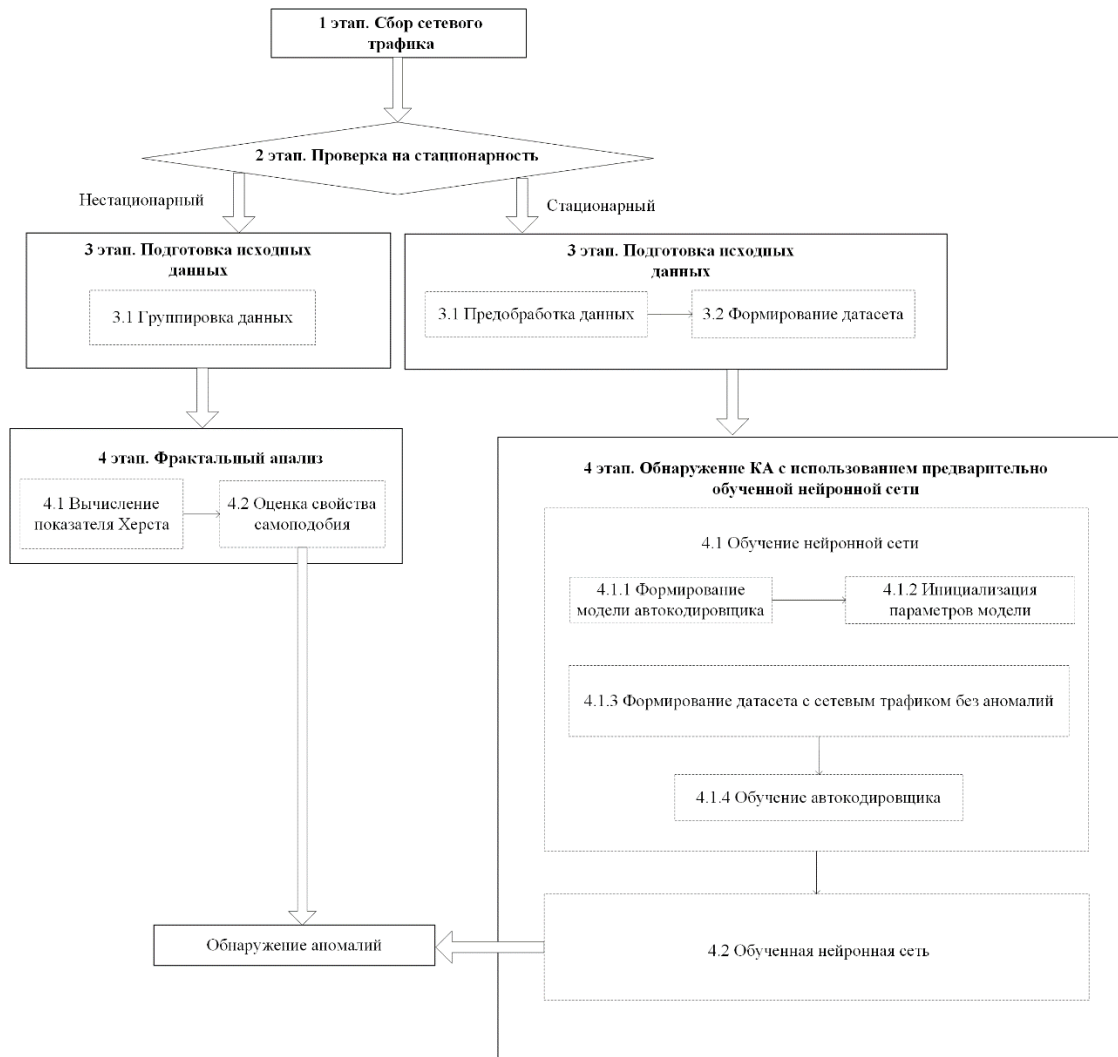 1 этап. Сбор сетевого
трафика
2 этап. Проверка на стационарность
Нестационарный
Стационарный
3 этап. Подготовка исходных
данных
3.1 Группировка данных
3 этап. Подготовка исходных
данных
3.1 Предобработка данных
3.2 Формирование датасета
4 этап. Фрактальный анализ
4.1 Вычисление
показателя Херста
4.2 Оценка свойства
самоподобия
4 этап. Обнаружение КА с использованием предварительно
обученной нейронной сети
4.1 Обучение нейронной сети
4.1.1 Формирование
модели автокодировщика
4.1.2 Инициализация
параметров модели
4.1.3 Формирование датасета с сетевым трафиком без аномалий
4.1.4 Обучение автокодировщика
Обнаружение аномалий
4.2 Обученная нейронная сеть